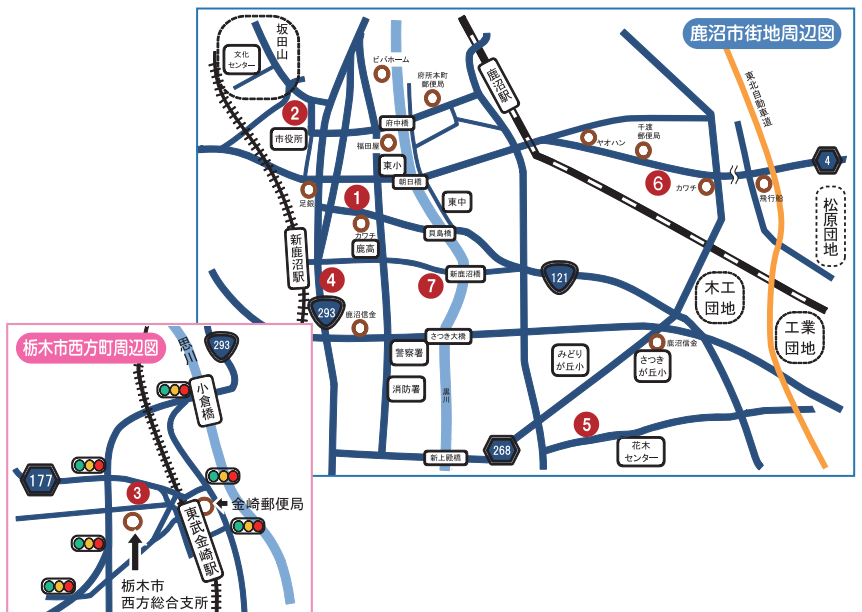 鹿沼市街地周辺図
坂田山
文化
センター
ビバホーム
府所本町
郵便局
鹿沼駅
東北自動車道
2
市役所
府中橋
福田屋
東小
朝日橋
千渡
郵便局
ヤオハン
4
6
カワチ
飛行船
足銀
1
カワチ
鹿高
東中
貝島橋
松原団地
新鹿沼駅
4
7
新鹿沼橋
121
木工
団地
293
鹿沼信金
さつき大橋
工業
団地
警察署
みどり
が丘小
鹿沼信金
さつき
が丘小
消防署
黒川
5
花木
センター
新上殿橋
268
栃木市西方町周辺図
思川
293
小倉橋
177
3
金崎郵便局
東武金崎駅
栃木市
西方総合支所